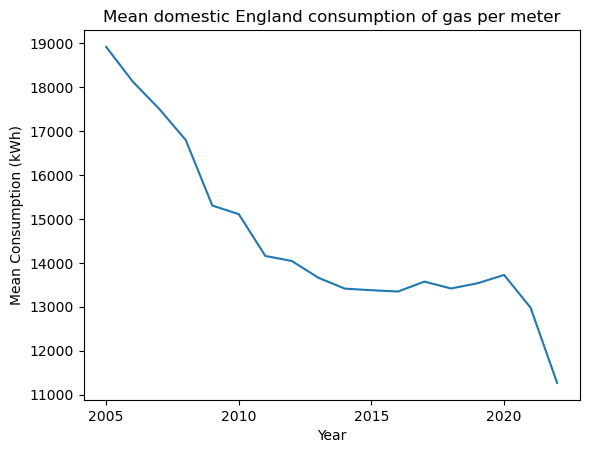 Mean domestic England consumption of gas per meter
19000
18000
17000
16000
15000
14000
13000
12000
11000
Mean Consumption (kWh)
2005 2010 2015 2020
Year